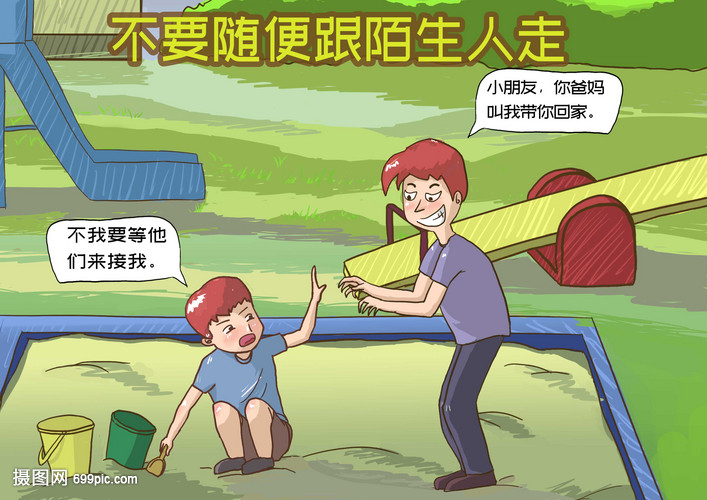 不要随便跟陌生人走
小朋友，你爸妈
叫我带你回家。
不我要等他
们来接我。
摄图网 699pic.com